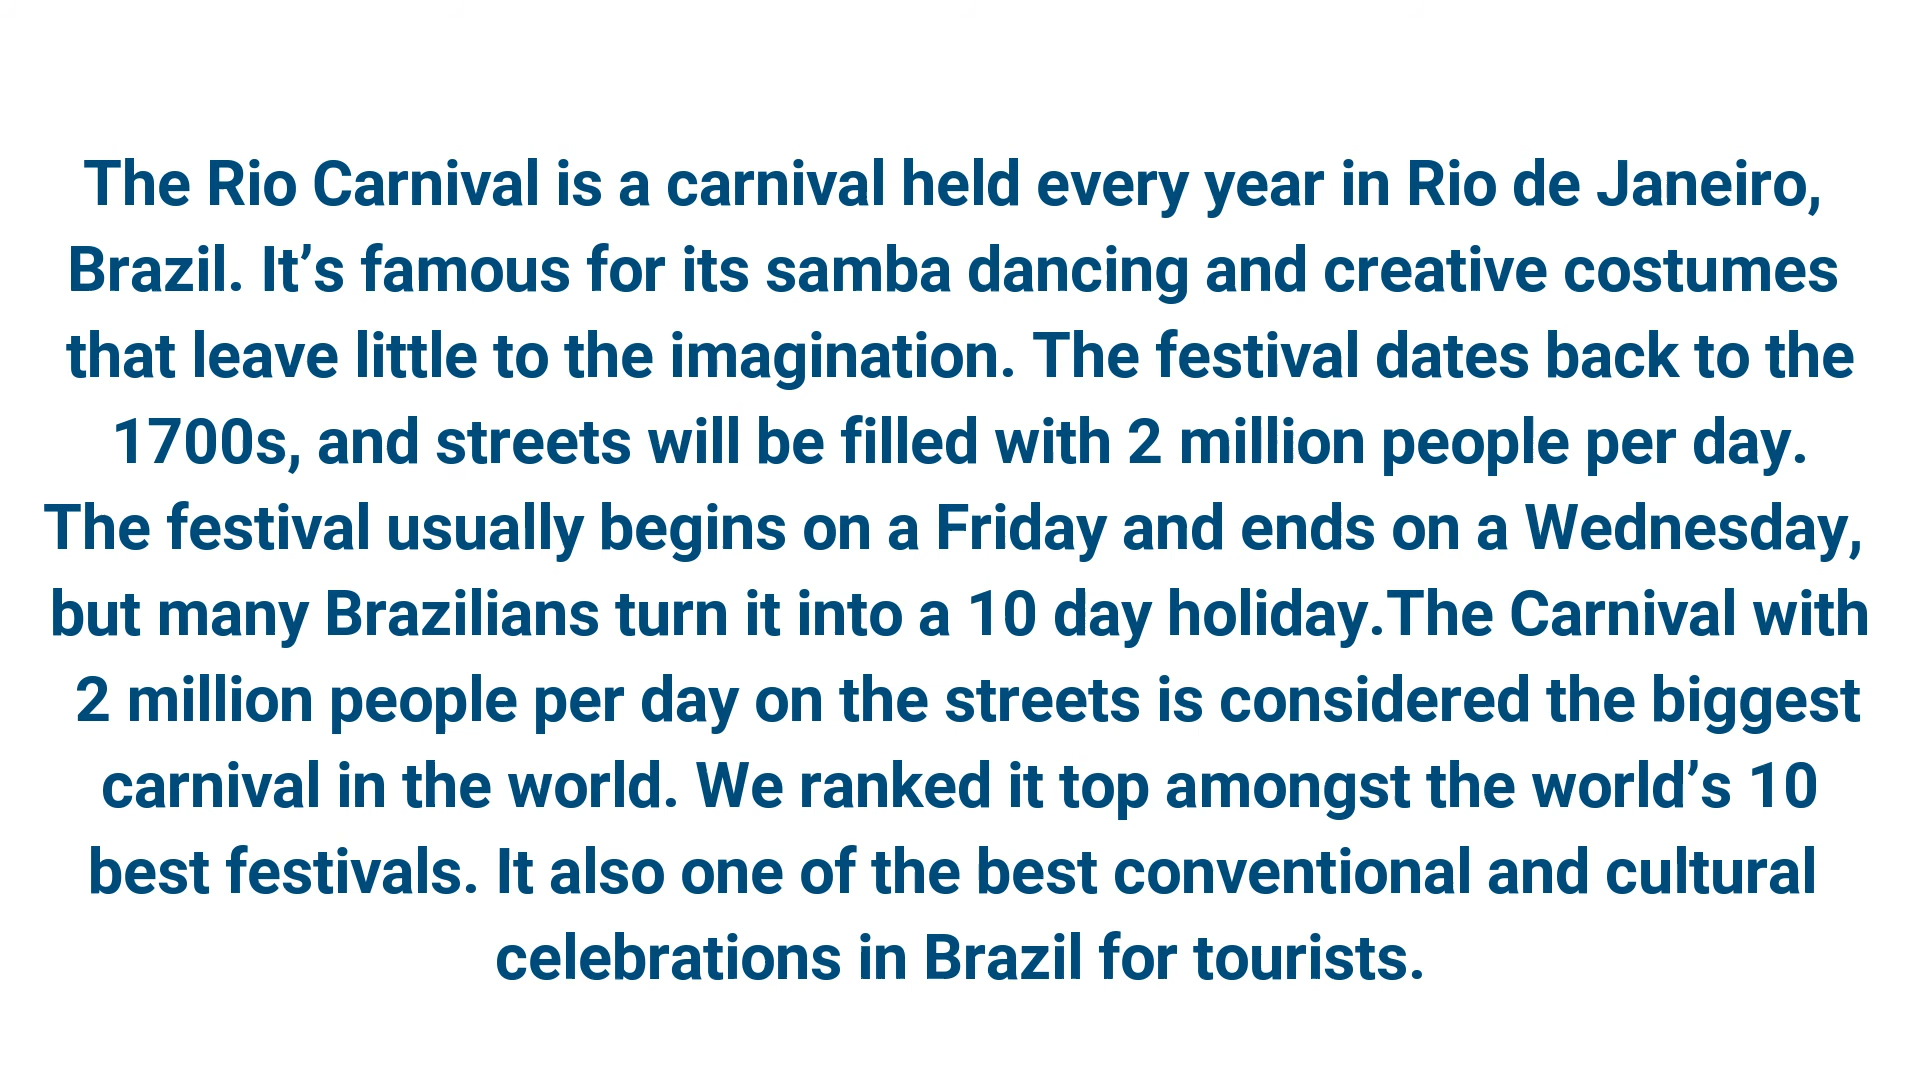 The Rio Carnival is a carnival held every year in Rio de Janeiro,
Brazil. It’s famous for its samba dancing and creative costumes
that leave little to the imagination. The festival dates back to the
1700s, and streets will be filled with 2 million people per day.
The festival usually begins on a Friday and ends on a Wednesday,
but many Brazilians turn it into a 10 day holiday.The Carnival with
2 million people per day on the streets is considered the biggest
carnival in the world. We ranked it top amongst the world’s 10
best festivals. It also one of the best conventional and cultural
celebrations in Brazil for tourists.